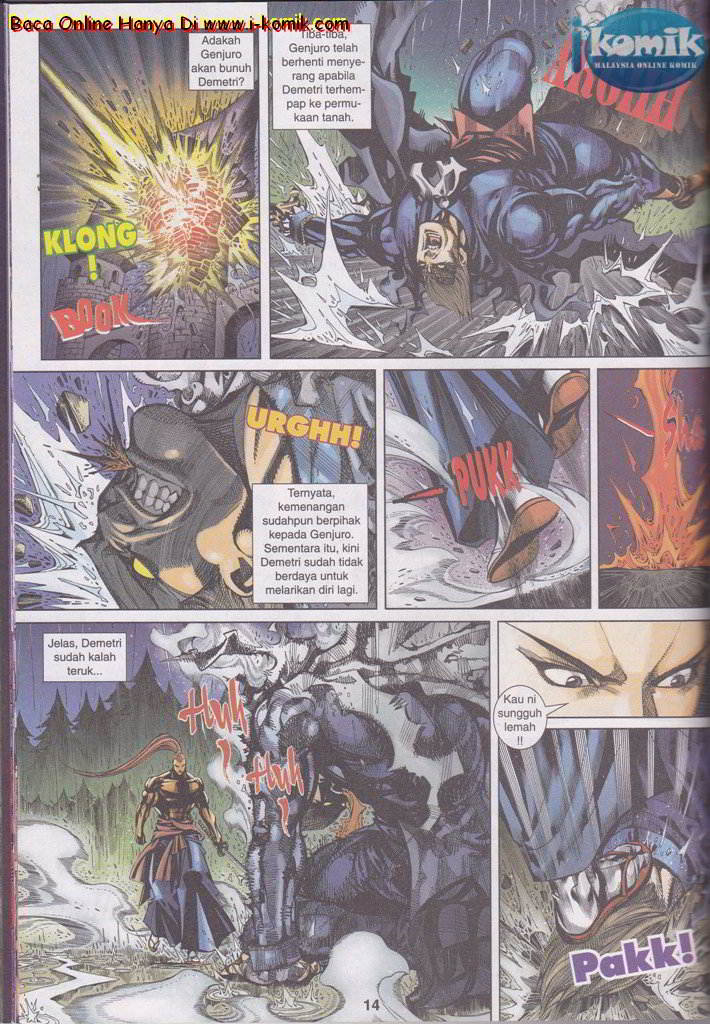 Baca Online Hanya Di www.i-komik.com
ikomik
MALAYSIA ONLINE KOMIK
Adakah
Genjuro
akan bunuh
Demetri?
Tiba-tiba,
Genjuro telah
berhenti menye-
rang apabila
Demetri terhem-
pap ke permu-
kaan tanah.
KLONG
!
BOOK
URGHH!
Ternyata,
kemenangan
sudahpun berpihak
kepada Genjuro.
Sementara itu, kini
Demetri sudah tidak
berdaya untuk
melarikan diri lagi.
PUKK
Jelas, Demetri
sudah kalah
teruk...
Huh
?
Huh
?
Kau ni
sungguh
lemah
!!
Pakk!
14